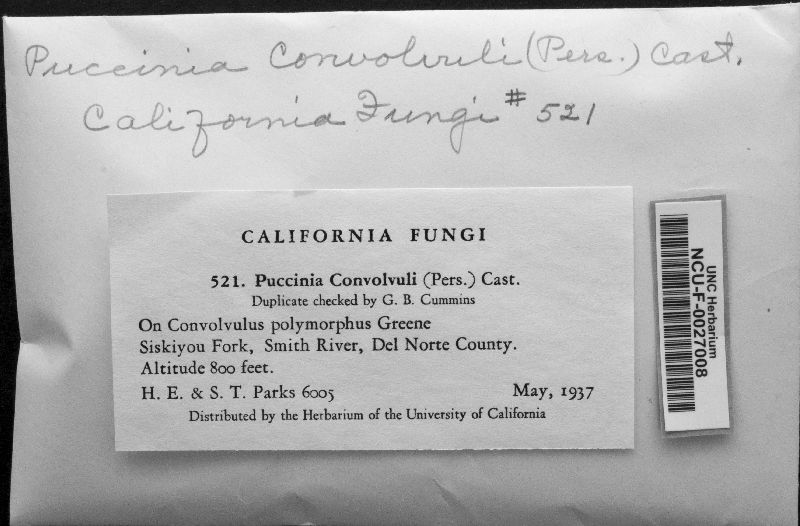 Puccinia Convolvuli (Pers.) Cast.
California Fungi # 521
CALIFORNIA FUNGI
521. Puccinia Convolvuli (Pers.) Cast.
Duplicate checked by G. B. Cummins
On Convolvulus polymorphus Greene
Siskiyou Fork, Smith River, Del Norte County.
Altitude 800 feet.
H. E. & S. T. Parks 6005 May, 1937
Distributed by the Herbarium of the University of California
UNC Herbarium
NCU-F-0027008